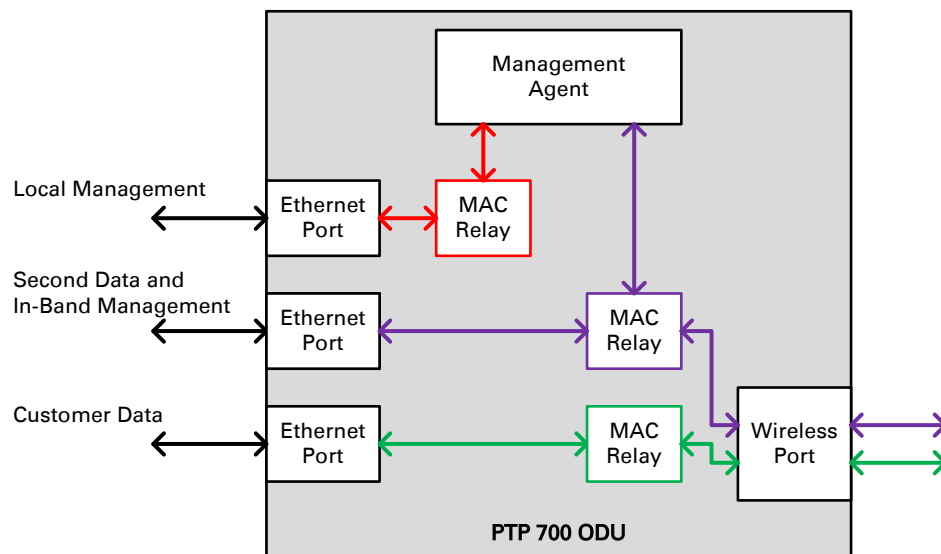 Management
Agent
Local Management
Ethernet
Port
MAC
Relay
Second Data and
In-Band Management
Ethernet
Port
MAC
Relay
Customer Data
Ethernet
Port
MAC
Relay
Wireless
Port
PTP 700 ODU